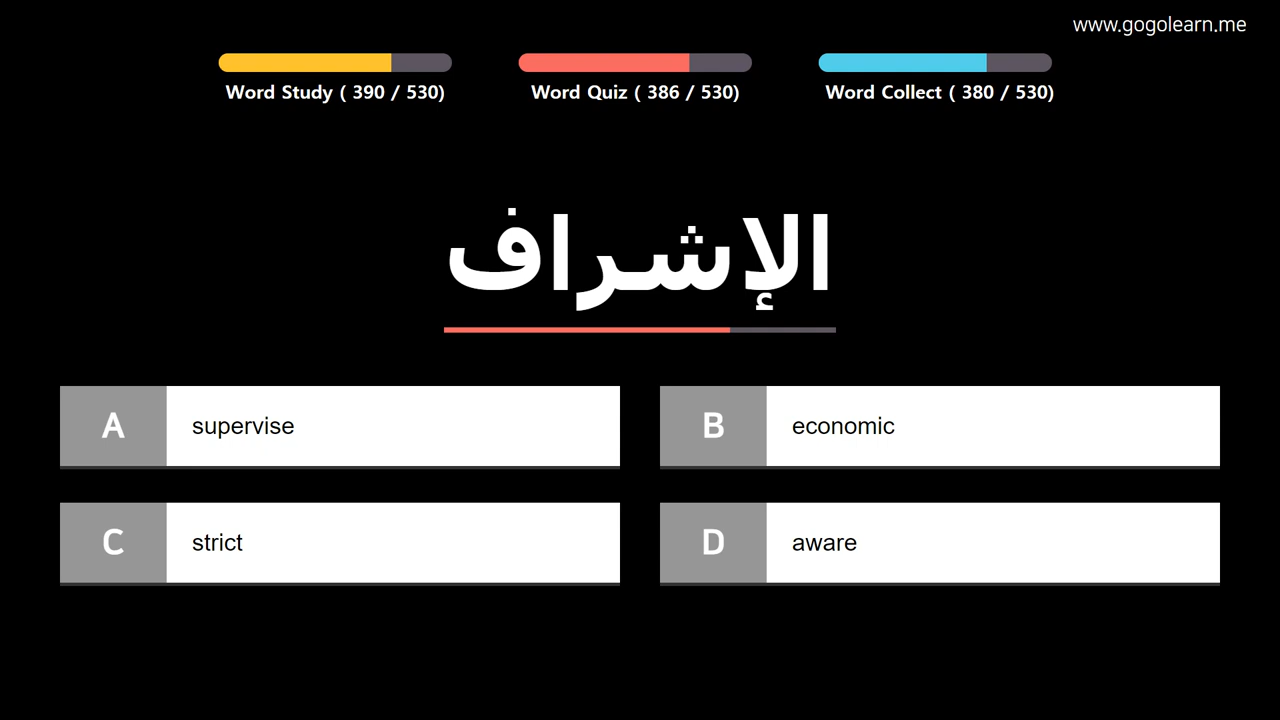 www.gogolearn.me
Word Study ( 390 / 530)
Word Quiz ( 386 / 530)
Word Collect ( 380 / 530)
الإشراف
A supervise
B economic
C strict
D aware